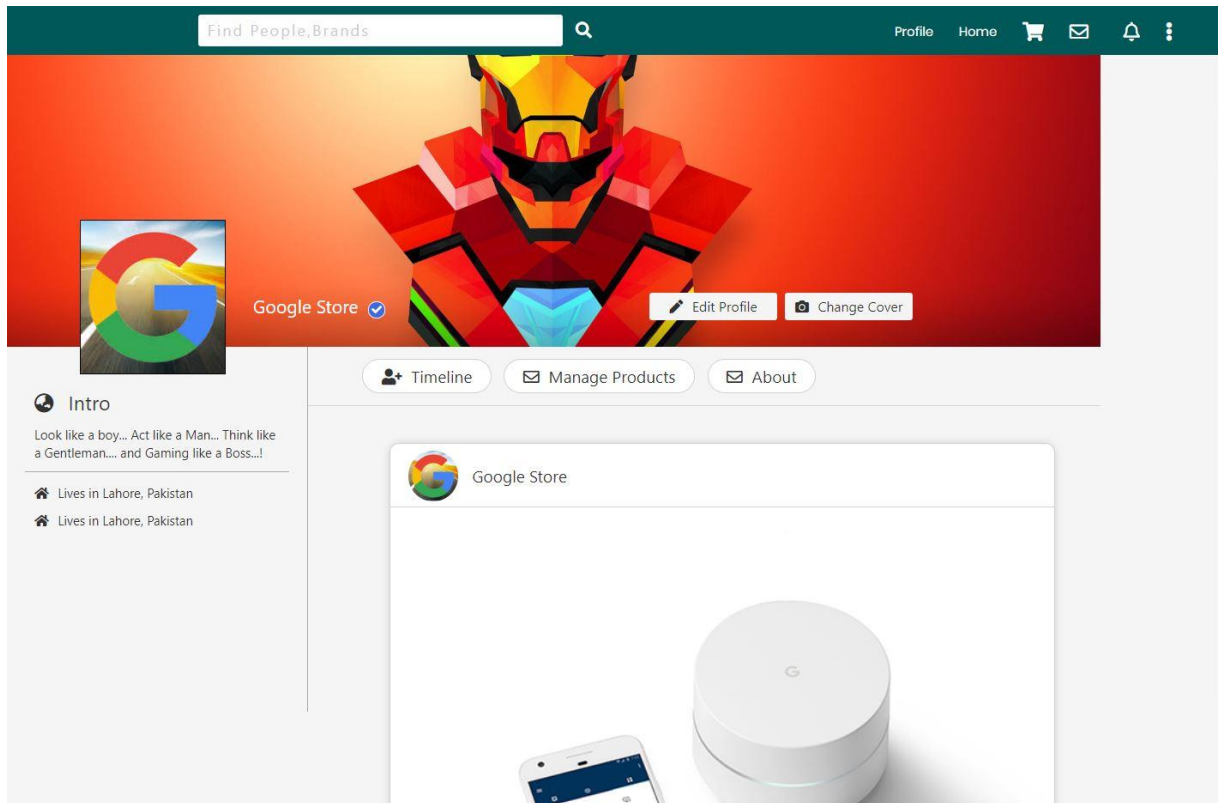 Find People,Brands
Profile Home
Google Store
Edit Profile Change Cover
Timeline Manage Products About
Intro
Look like a boy... Act like a Man... Think like
a Gentleman.... and Gaming like a Boss...!
Lives in Lahore, Pakistan
Lives in Lahore, Pakistan
Google Store
G